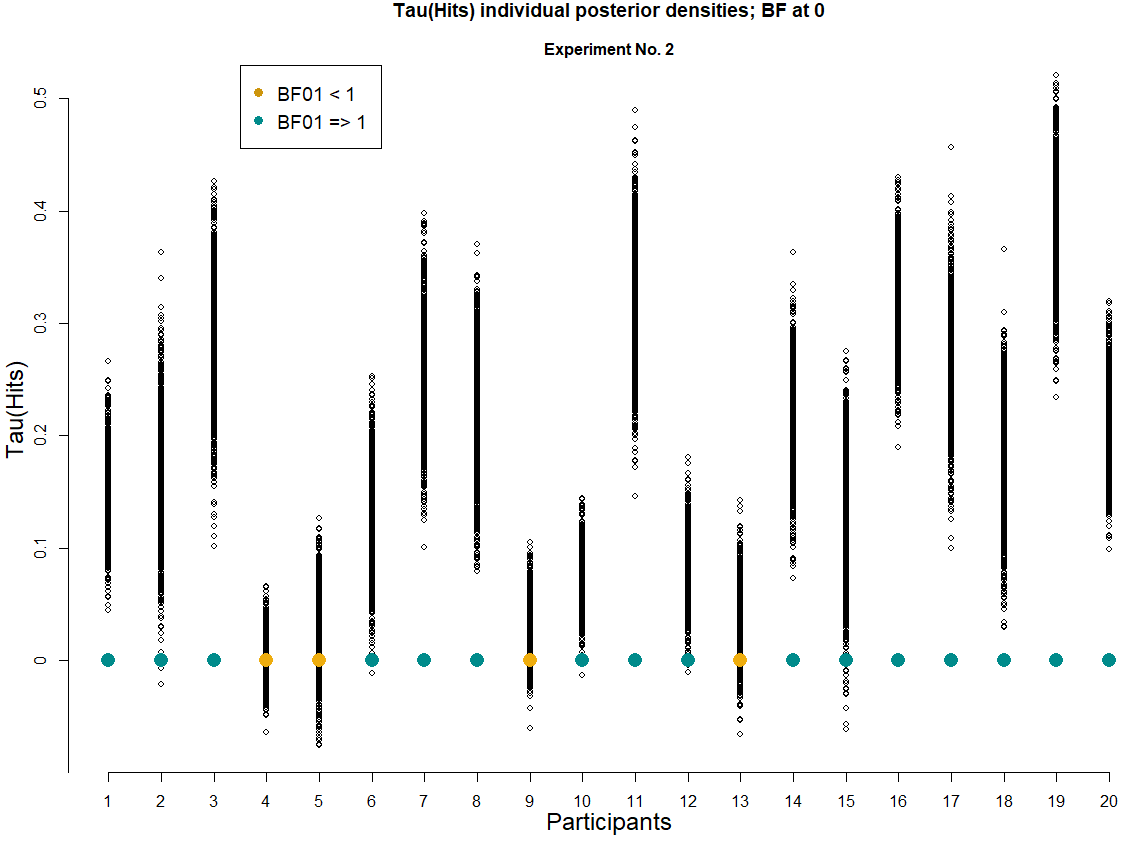 Tau(Hits) individual posterior densities; BF at 0
Experiment No. 2
BF01 < 1
BF01 => 1
Tau(Hits)
0.5
0.4
0.3
0.2
0.1
0
1 2 3 4 5 6 7 8 9 10 11 12 13 14 15 16 17 18 19 20
Participants